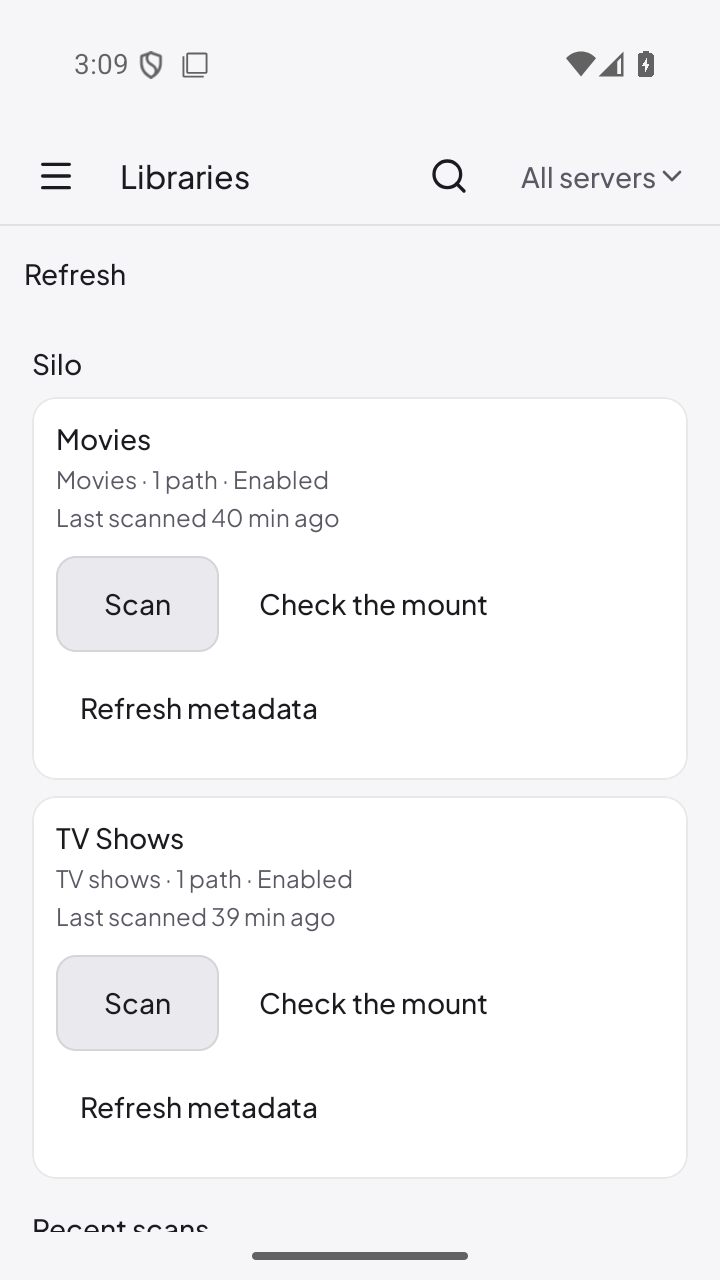 3:09
Libraries
All servers
Refresh
Silo
Movies
Movies · 1 path · Enabled
Last scanned 40 min ago
Scan
Check the mount
Refresh metadata
TV Shows
TV shows · 1 path · Enabled
Last scanned 39 min ago
Scan
Check the mount
Refresh metadata
Recent scans